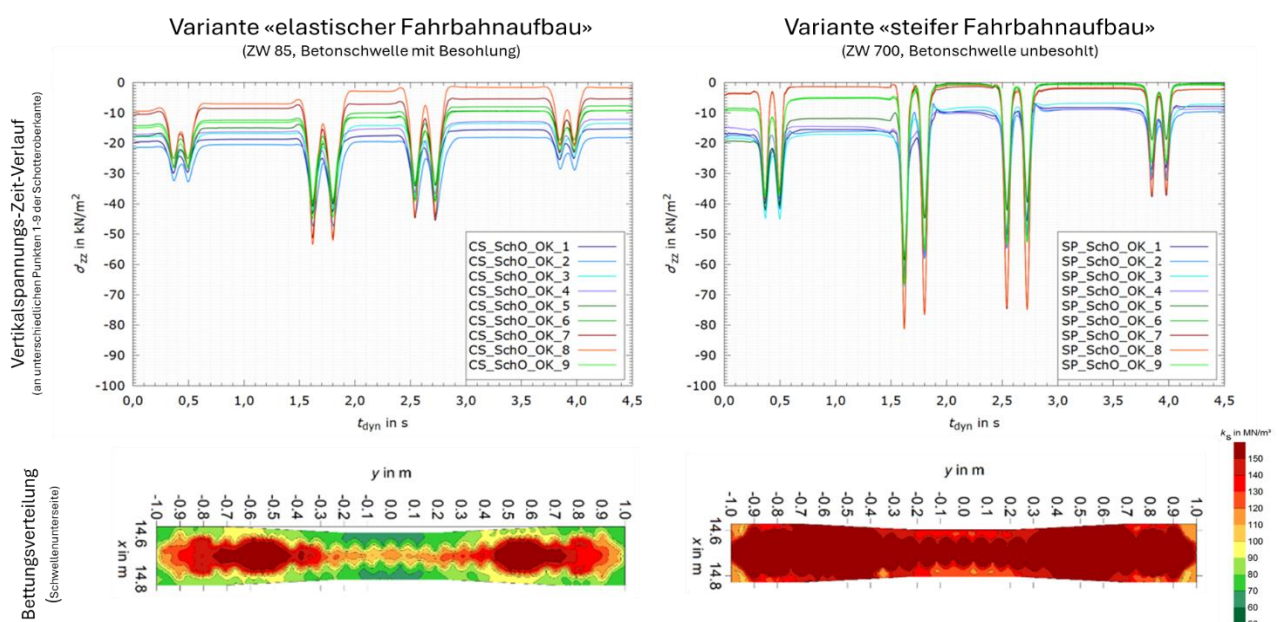 Variante «elastischer Fahrbahnaufbau»
(ZW 85, Betonschwelle mit Besohlung)
Variante «steifer Fahrbahnaufbau»
(ZW 700, Betonschwelle unbesohlt)
Vertikalspannungs-Zeit-Verlauf
(an unterschiedlichen Punkten 1-9 der Schotteroberkante)
0
-10
-20
-30
-40
-50
-60
-70
-80
-90
-100
σzz in kN/m²
CS_SchO_OK_1
CS_SchO_OK_2
CS_SchO_OK_3
CS_SchO_OK_4
CS_SchO_OK_5
CS_SchO_OK_6
CS_SchO_OK_7
CS_SchO_OK_8
CS_SchO_OK_9
0,0 0,5 1,0 1,5 2,0 2,5 3,0 3,5 4,0 4,5
tdyn in s
0
-10
-20
-30
-40
-50
-60
-70
-80
-90
-100
σzz in kN/m²
SP_SchO_OK_1
SP_SchO_OK_2
SP_SchO_OK_3
SP_SchO_OK_4
SP_SchO_OK_5
SP_SchO_OK_6
SP_SchO_OK_7
SP_SchO_OK_8
SP_SchO_OK_9
0,0 0,5 1,0 1,5 2,0 2,5 3,0 3,5 4,0 4,5
tdyn in s
Bettungsverteilung
(Schwellenunterseite)
y in m
-1.0 -0.9 -0.8 -0.7 -0.6 -0.5 -0.4 -0.3 -0.2 -0.1 0.0 0.1 0.2 0.3 0.4 0.5 0.6 0.7 0.8 0.9 1.0
x in m
14.6
14.8
y in m
-1.0 -0.9 -0.8 -0.7 -0.6 -0.5 -0.4 -0.3 -0.2 -0.1 0.0 0.1 0.2 0.3 0.4 0.5 0.6 0.7 0.8 0.9 1.0
x in m
14.6
14.8
ks in MN/m³
150
140
130
120
110
100
90
80
70
60